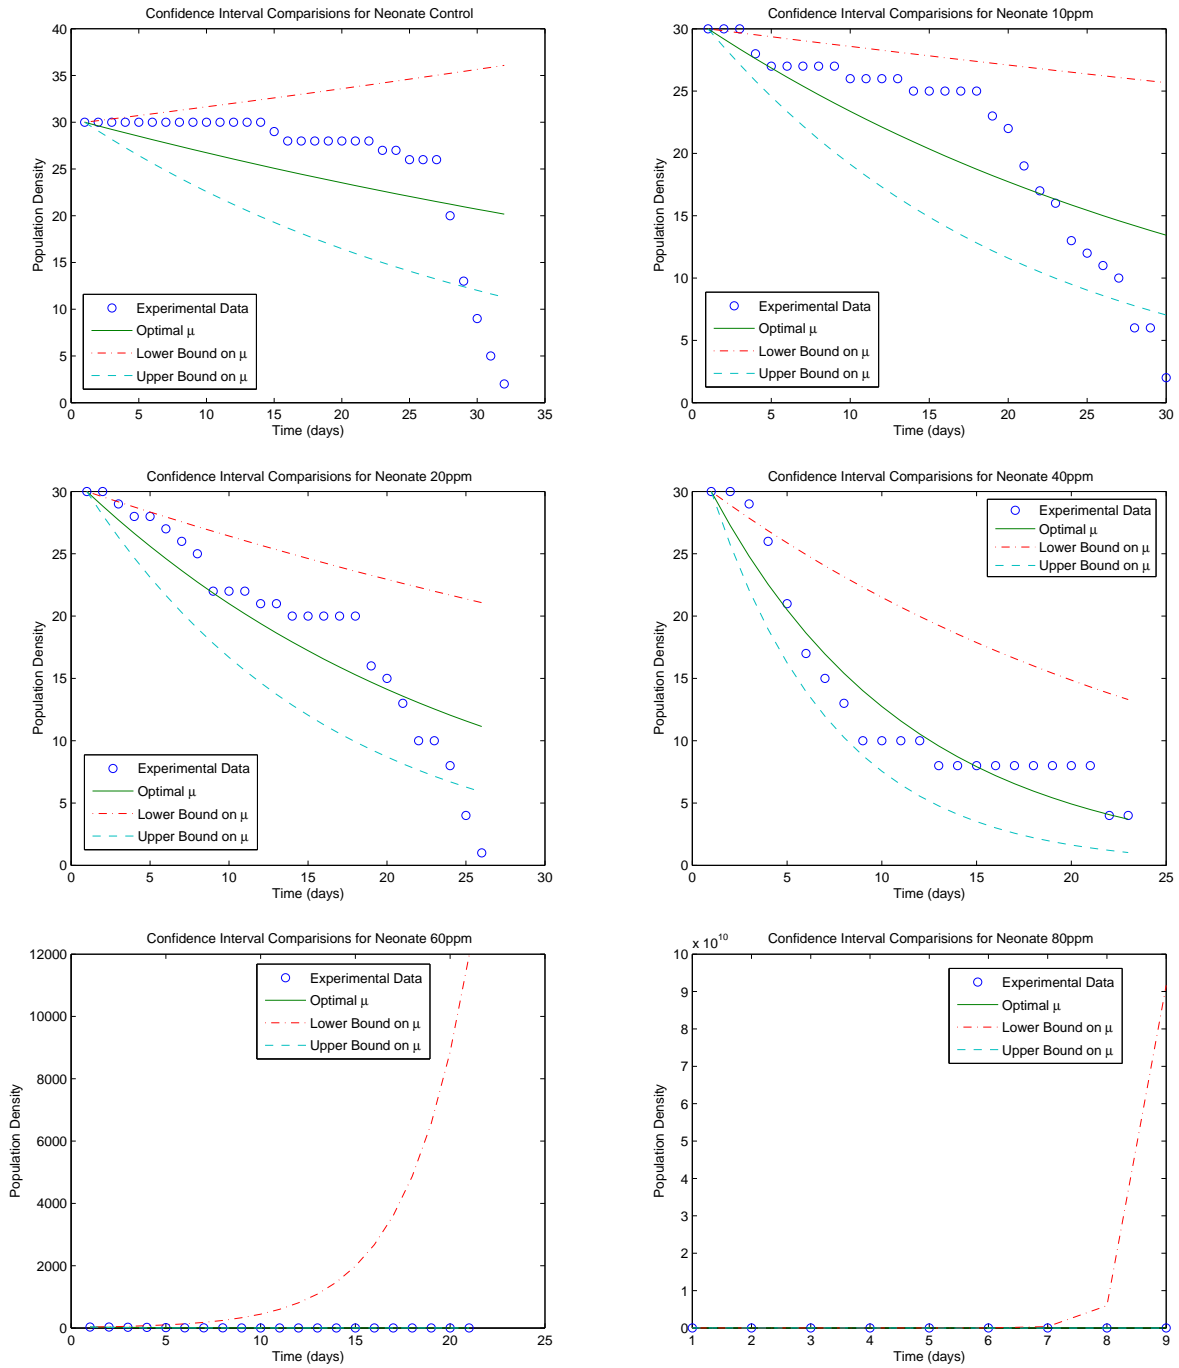 Confidence Interval Comparisions for Neonate Control
40
35
30
25
20
15
10
5
0
Population Density
0 5 10 15 20 25 30 35
Time (days)
Experimental Data
Optimal μ
Lower Bound on μ
Upper Bound on μ
Confidence Interval Comparisions for Neonate 10ppm
30
25
20
15
10
5
0
Population Density
0 5 10 15 20 25 30
Time (days)
Experimental Data
Optimal μ
Lower Bound on μ
Upper Bound on μ
Confidence Interval Comparisions for Neonate 20ppm
30
25
20
15
10
5
0
Population Density
0 5 10 15 20 25 30
Time (days)
Experimental Data
Optimal μ
Lower Bound on μ
Upper Bound on μ
Confidence Interval Comparisions for Neonate 40ppm
30
25
20
15
10
5
0
Population Density
0 5 10 15 20 25
Time (days)
Experimental Data
Optimal μ
Lower Bound on μ
Upper Bound on μ
Confidence Interval Comparisions for Neonate 60ppm
12000
10000
8000
6000
4000
2000
0
Population Density
0 5 10 15 20 25
Time (days)
Experimental Data
Optimal μ
Lower Bound on μ
Upper Bound on μ
Confidence Interval Comparisions for Neonate 80ppm
x 10^10
10
9
8
7
6
5
4
3
2
1
0
Population Density
1 2 3 4 5 6 7 8 9
Time (days)
Experimental Data
Optimal μ
Lower Bound on μ
Upper Bound on μ